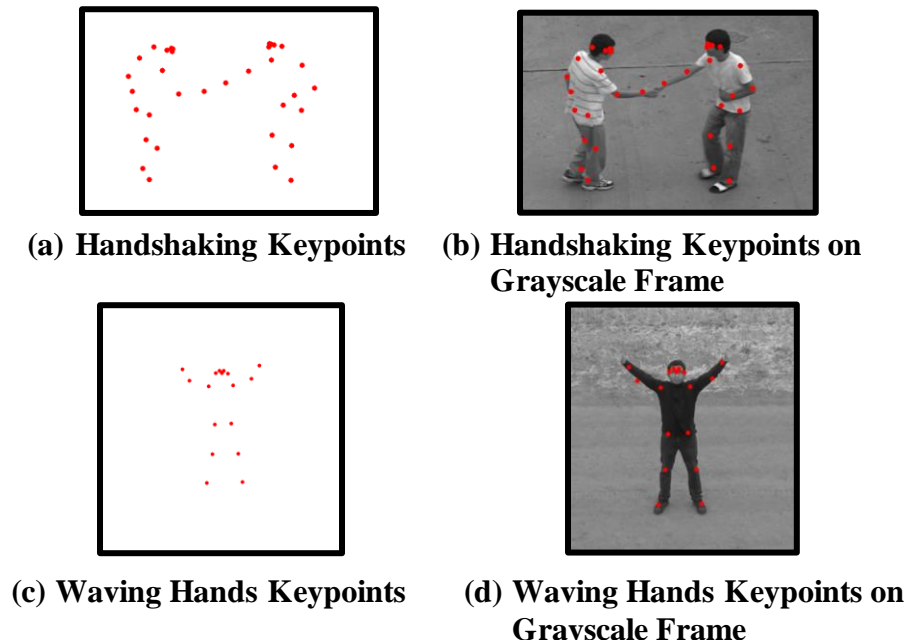 (a) Handshaking Keypoints
(b) Handshaking Keypoints on
Grayscale Frame
(c) Waving Hands Keypoints
(d) Waving Hands Keypoints on
Grayscale Frame